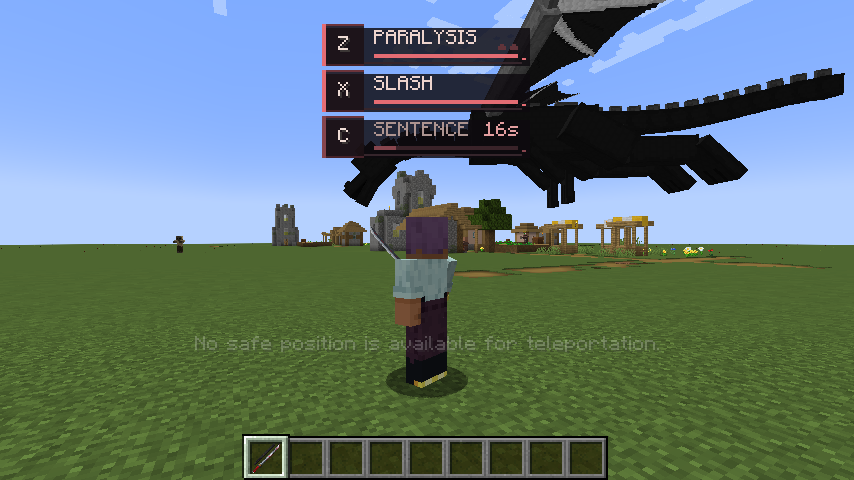 Z PARALYSIS
X SLASH
C SENTENCE 16s
No safe position is available for teleportation.